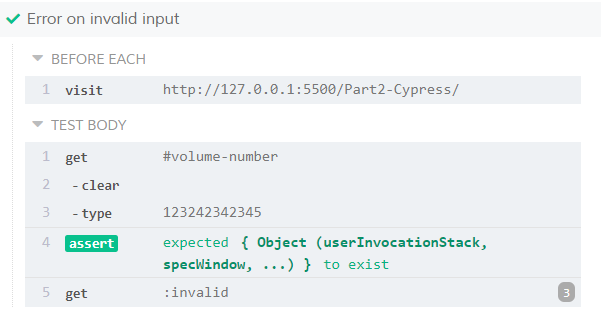 Error on invalid input
BEFORE EACH
1 visit http://127.0.0.1:5500/Part2-Cypress/
TEST BODY
1 get #volume-number
2 -clear
3 -type 123242342345
4 assert expected { Object (userInvocationStack,
specWindow, ...) } to exist
5 get :invalid 3